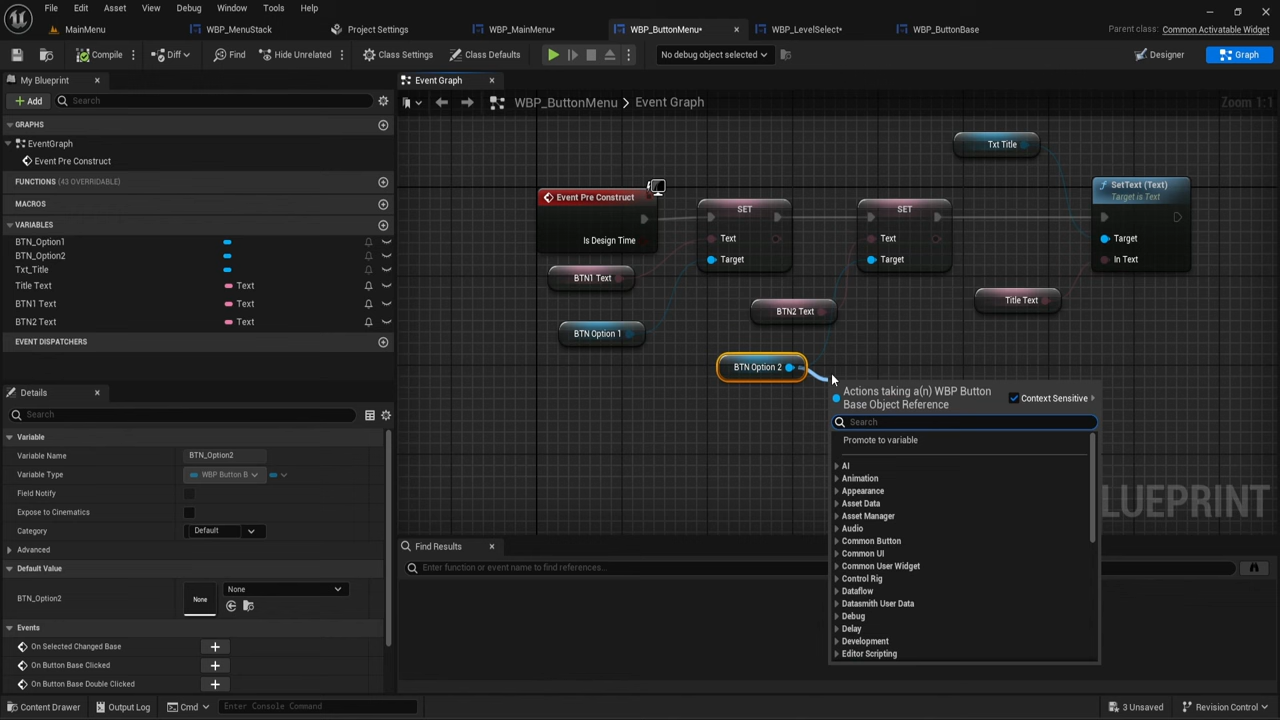 File Edit Asset View Debug Window Tools Help
MainMenu WBP_MenuStack Project Settings WBP_MainMenu* WBP_ButtonMenu* WBP_LevelSelect* WBP_ButtonBase Parent class: Common Activatable Widget
Compile Diff Find Hide Unrelated Class Settings Class Defaults No debug object selected Designer Graph
My Blueprint
Event Graph
Add Search
WBP_ButtonMenu > Event Graph Zoom 1:1
GRAPHS
EventGraph
Event Pre Construct
FUNCTIONS (43 OVERRIDABLE)
MACROS
VARIABLES
BTN_Option1
BTN_Option2
Txt_Title
Title Text Text
BTN1 Text Text
BTN2 Text Text
EVENT DISPATCHERS
Txt Title
Event Pre Construct
Is Design Time
SET
Text
Target
SET
Text
Target
SetText (Text)
Target is Text
Target
In Text
BTN1 Text
BTN Option 1
BTN2 Text
Title Text
BTN Option 2
Actions taking a(n) WBP Button
Base Object Reference
Context Sensitive
Search
Promote to variable
AI
Animation
Appearance
Asset Data
Asset Manager
Audio
Common Button
Common UI
Common User Widget
Control Rig
Dataflow
Datasmith User Data
Debug
Delay
Development
Editor Scripting
Details
Search
Variable
Variable Name BTN_Option2
Variable Type WBP Button B
Field Notify
Expose to Cinematics
Category Default
Advanced
Default Value
BTN_Option2 None None
Events
On Selected Changed Base
On Button Base Clicked
On Button Base Double Clicked
Find Results
Enter function or event name to find references...
Content Drawer Output Log Cmd Enter Console Command 3 Unsaved Revision Control